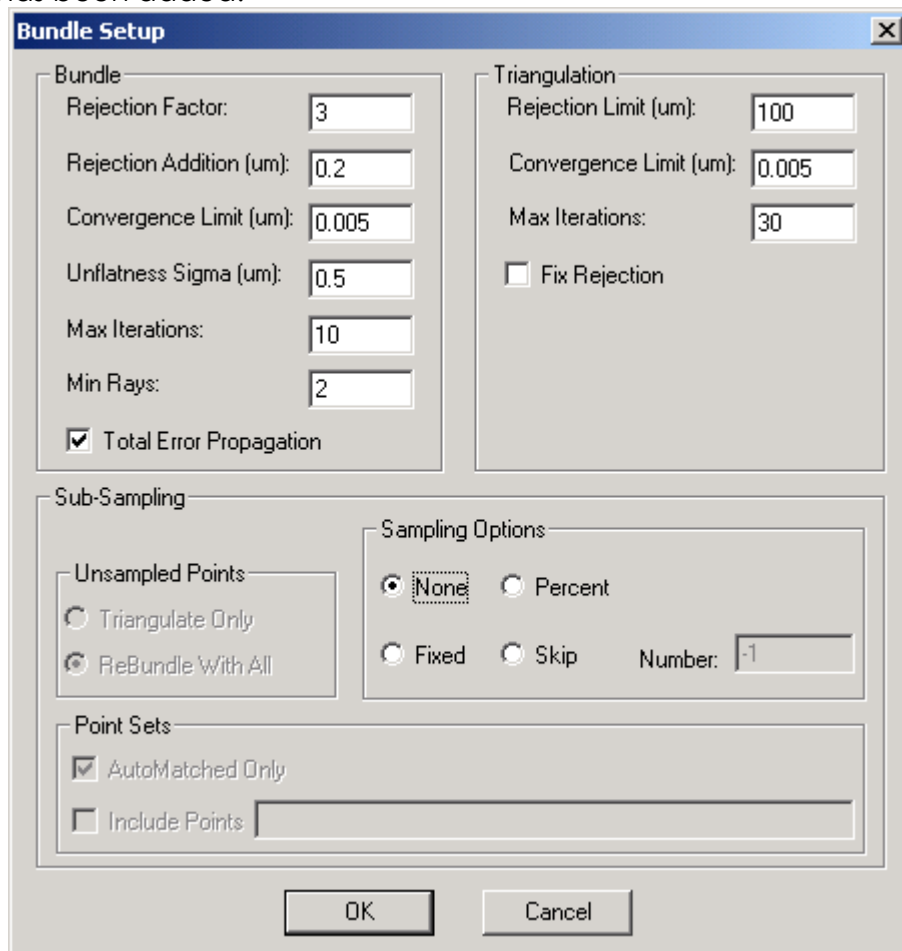 has been added.
Bundle Setup
Bundle
Rejection Factor: 3
Rejection Addition (um): 0.2
Convergence Limit (um): 0.005
Unflatness Sigma (um): 0.5
Max Iterations: 10
Min Rays: 2
Total Error Propagation
Triangulation
Rejection Limit (um): 100
Convergence Limit (um): 0.005
Max Iterations: 30
Fix Rejection
Sub-Sampling
Unsampled Points
Triangulate Only
ReBundle With All
Sampling Options
None Percent
Fixed Skip Number: -1
Point Sets
AutoMatched Only
Include Points
OK Cancel